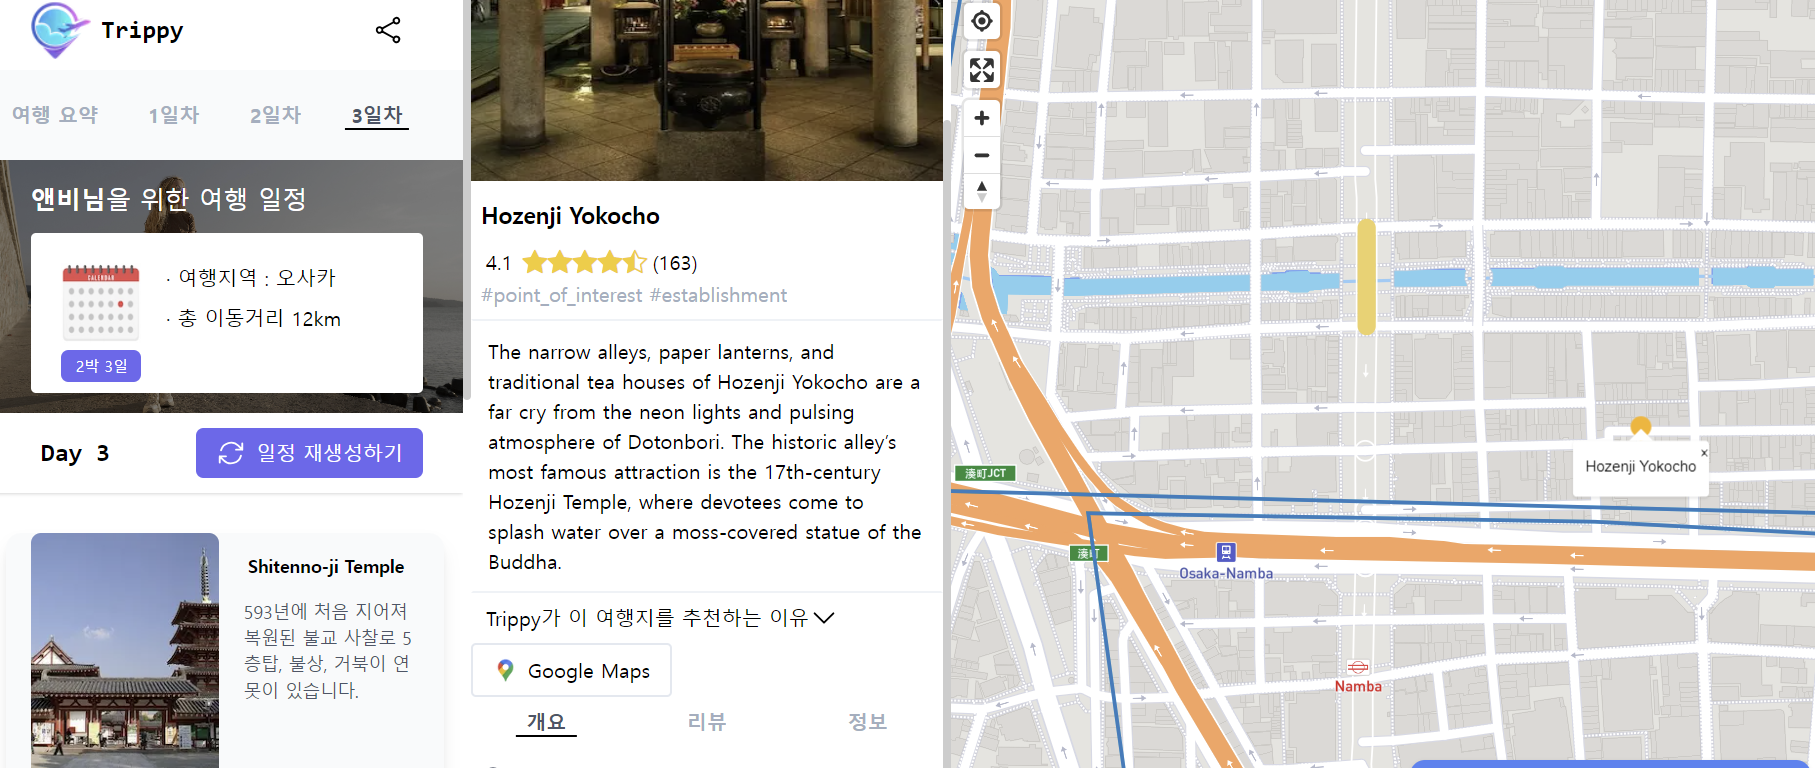 Trippy
여행 요약
1일차
2일차
3일차
앤비님을 위한 여행 일정
CALENDAR
· 여행지역 : 오사카
· 총 이동거리 12km
2박 3일
Day 3
일정 재생성하기
Shitenno-ji Temple
593년에 처음 지어져
복원된 불교 사찰로 5
층탑, 불상, 거북이 연
못이 있습니다.
Hozenji Yokocho
4.1
(163)
#point_of_interest #establishment
The narrow alleys, paper lanterns, and
traditional tea houses of Hozenji Yokocho are a
far cry from the neon lights and pulsing
atmosphere of Dotonbori. The historic alley's
most famous attraction is the 17th-century
Hozenji Temple, where devotees come to
splash water over a moss-covered statue of the
Buddha.
Trippy가 이 여행지를 추천하는 이유
Google Maps
개요
리뷰
정보
Hozenji Yokocho
×
湊町JCT
湊町
Osaka-Namba
Namba